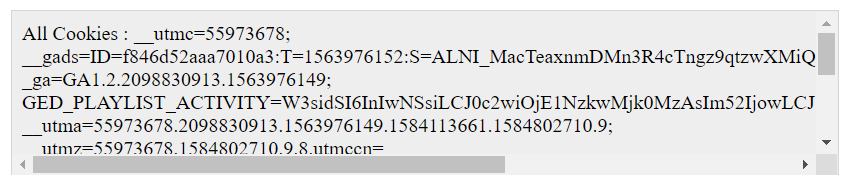 All Cookies : __utmc=55973678;
__gads=ID=f846d52aaa7010a3:T=1563976152:S=ALNI_MacTeaxnmDMn3R4cTngz9qtzwXMiQ
_ga=GA1.2.2098830913.1563976149;
GED_PLAYLIST_ACTIVITY=W3sidSI6InIwNSsiLCJ0c2wiOjE1NzkwMjk0MzAsIm52IjowLCJ
__utma=55973678.2098830913.1563976149.1584113661.1584802710.9;
__utmz=55973678.1584802710.9.8.utmccn=